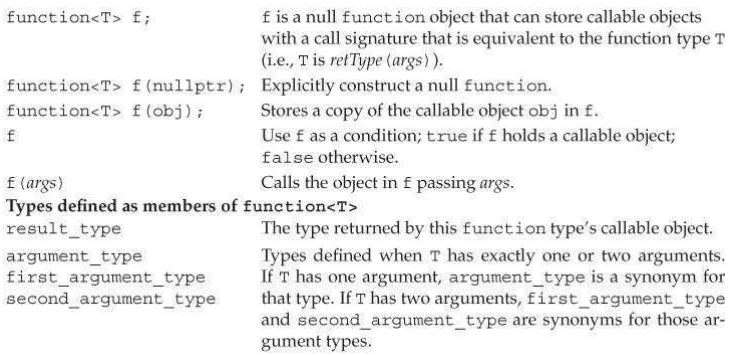 function<T> f; f is a null function object that can store callable objects
with a call signature that is equivalent to the function type T
(i.e., T is retType(args)).
function<T> f(nullptr); Explicitly construct a null function.
function<T> f(obj); Stores a copy of the callable object obj in f.
f Use f as a condition; true if f holds a callable object;
false otherwise.
f(args) Calls the object in f passing args.
Types defined as members of function<T>
result_type The type returned by this function type's callable object.
argument_type Types defined when T has exactly one or two arguments.
first_argument_type If T has one argument, argument_type is a synonym for
second_argument_type that type. If T has two arguments, first_argument_type
and second_argument_type are synonyms for those ar-
gument types.